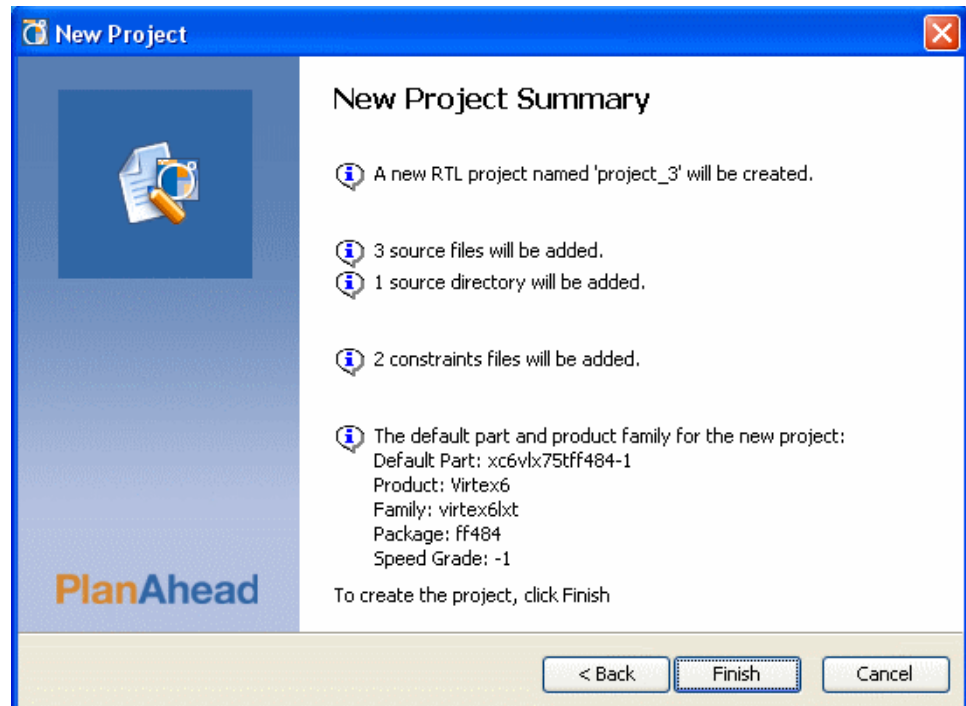 New Project
New Project Summary
A new RTL project named 'project_3' will be created.
3 source files will be added.
1 source directory will be added.
2 constraints files will be added.
The default part and product family for the new project:
Default Part: xc6vlx75tff484-1
Product: Virtex6
Family: virtex6lxt
Package: ff484
Speed Grade: -1
PlanAhead
To create the project, click Finish
< Back
Finish
Cancel